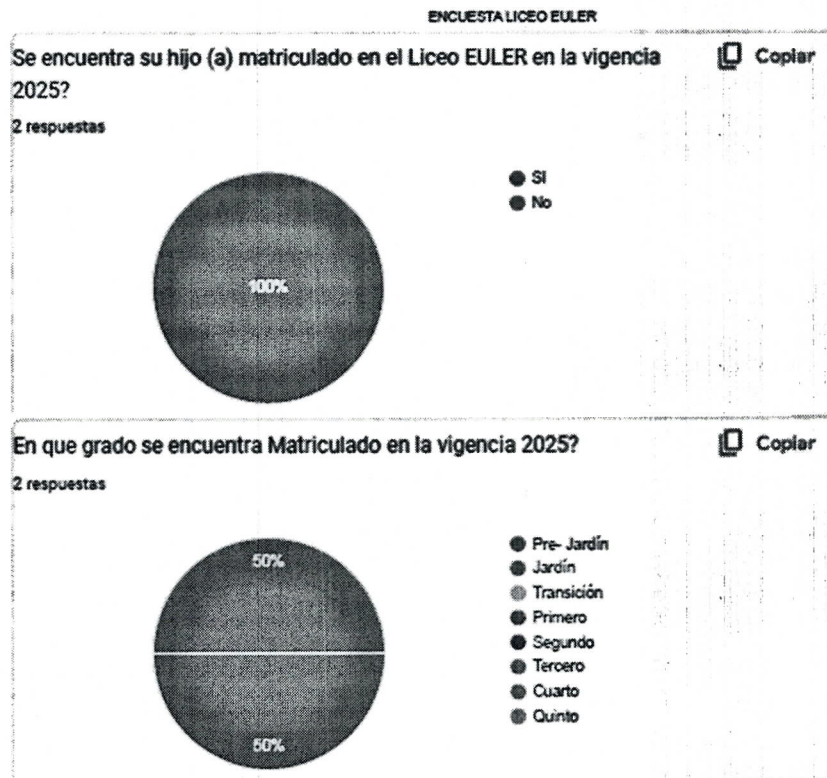 ENCUESTA LICEO EULER
Se encuentra su hijo (a) matriculado en el Liceo EULER en la vigencia
2025?
Copiar
2 respuestas
SI
No
100%
En que grado se encuentra Matriculado en la vigencia 2025?
Copiar
2 respuestas
50%
50%
Pre- Jardín
Jardín
Transición
Primero
Segundo
Tercero
Cuarto
Quinto